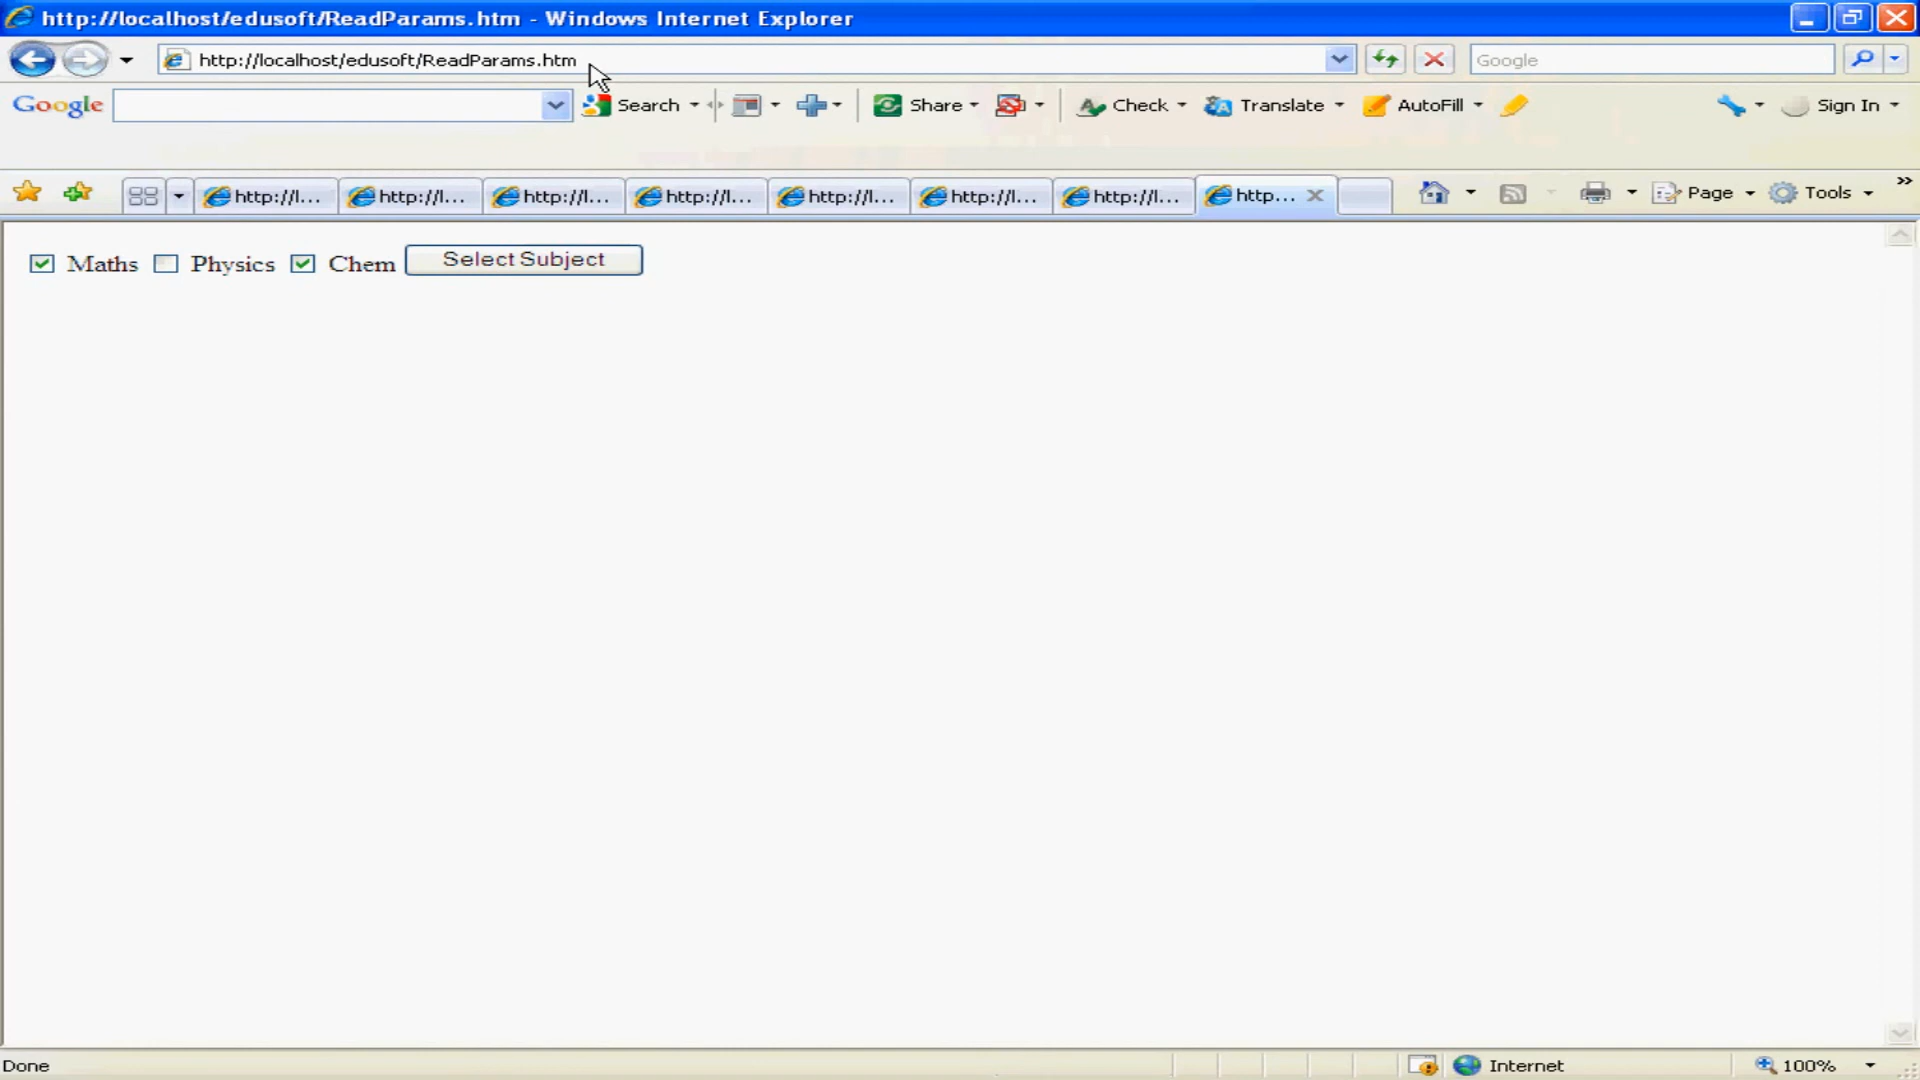 http://localhost/edusoft/ReadParams.htm - Windows Internet Explorer
http://localhost/edusoft/ReadParams.htm
Google
Google Search Share Check Translate AutoFill Sign In
http://l... http://l... http://l... http://l... http://l... http://l... http://l... http... Page Tools
Maths Physics Chem Select Subject
Done Internet 100%